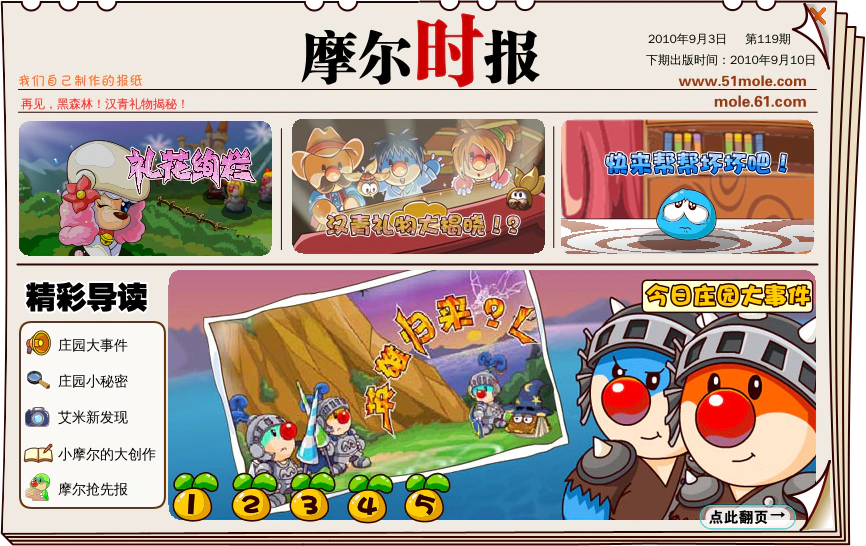 摩尔时报
2010年9月3日 第119期
下期出版时间：2010年9月10日
我们自己制作的报纸
www.51mole.com
再见，黑森林！汉青礼物揭秘！
mole.61.com
礼花绚烂
汉青礼物大揭晓！？
快来帮帮坏坏吧！
精彩导读
庄园大事件
庄园小秘密
艾米新发现
小摩尔的大创作
摩尔抢先报
今日庄园大事件
英雄归来？！
1 2 3 4 5
点此翻页→